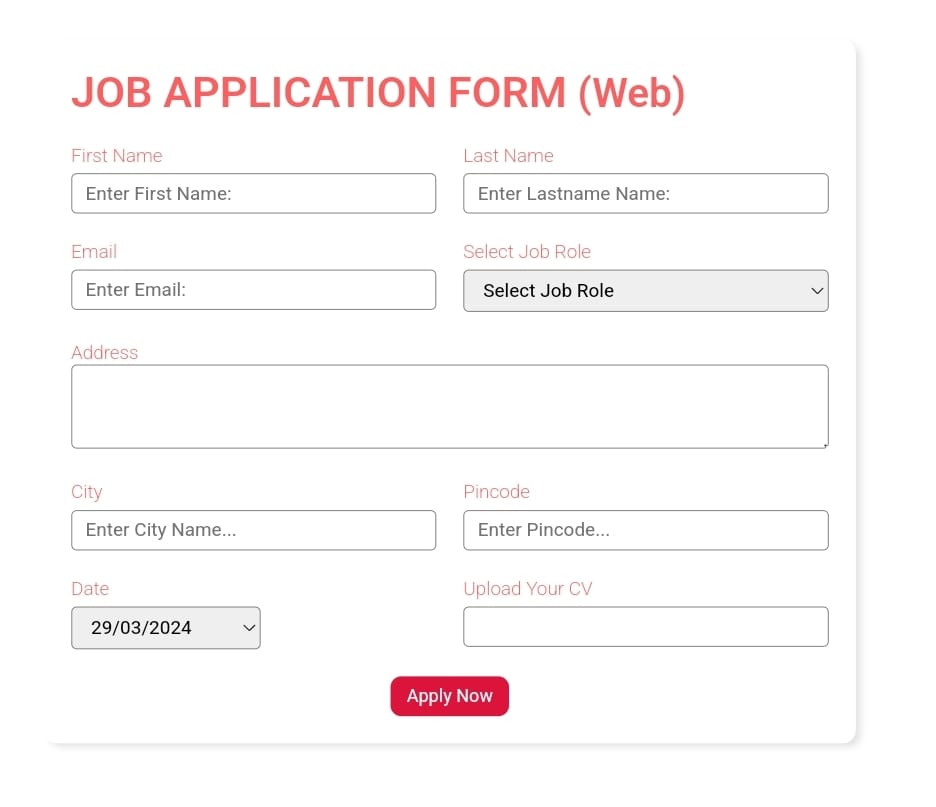 JOB APPLICATION FORM (Web)
First Name Last Name
Enter First Name: Enter Lastname Name:
Email Select Job Role
Enter Email: Select Job Role
Address
City Pincode
Enter City Name... Enter Pincode...
Date Upload Your CV
29/03/2024
Apply Now